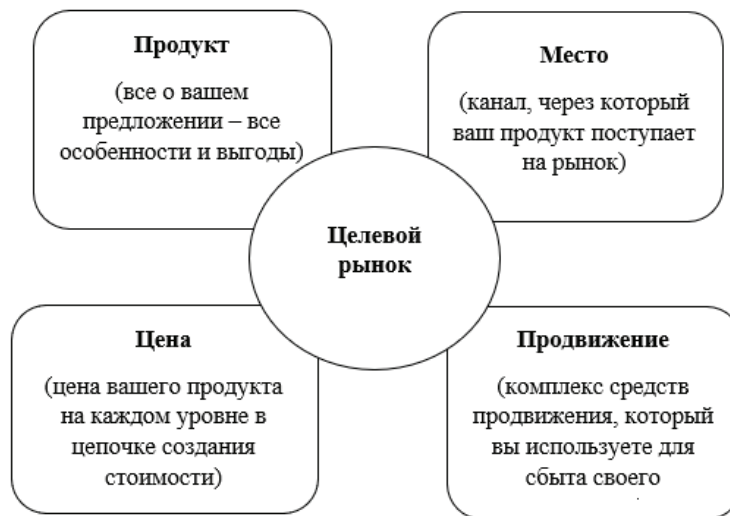 Продукт
(все о вашем
предложении – все
особенности и выгоды)
Место
(канал, через который
ваш продукт поступает
на рынок)
Целевой
рынок
Цена
(цена вашего продукта
на каждом уровне в
цепочке создания
стоимости)
Продвижение
(комплекс средств
продвижения, который
вы используете для
сбыта своего